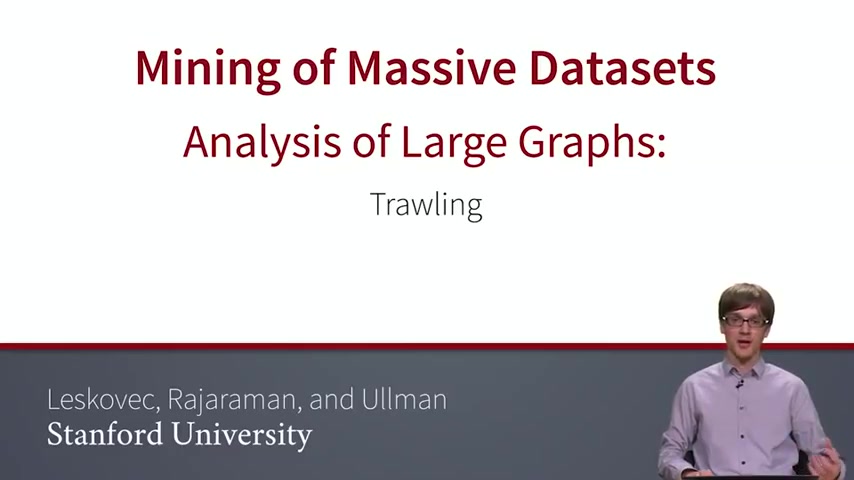 Mining of Massive Datasets
Analysis of Large Graphs:
Trawling
Leskovec, Rajaraman, and Ullman
Stanford University